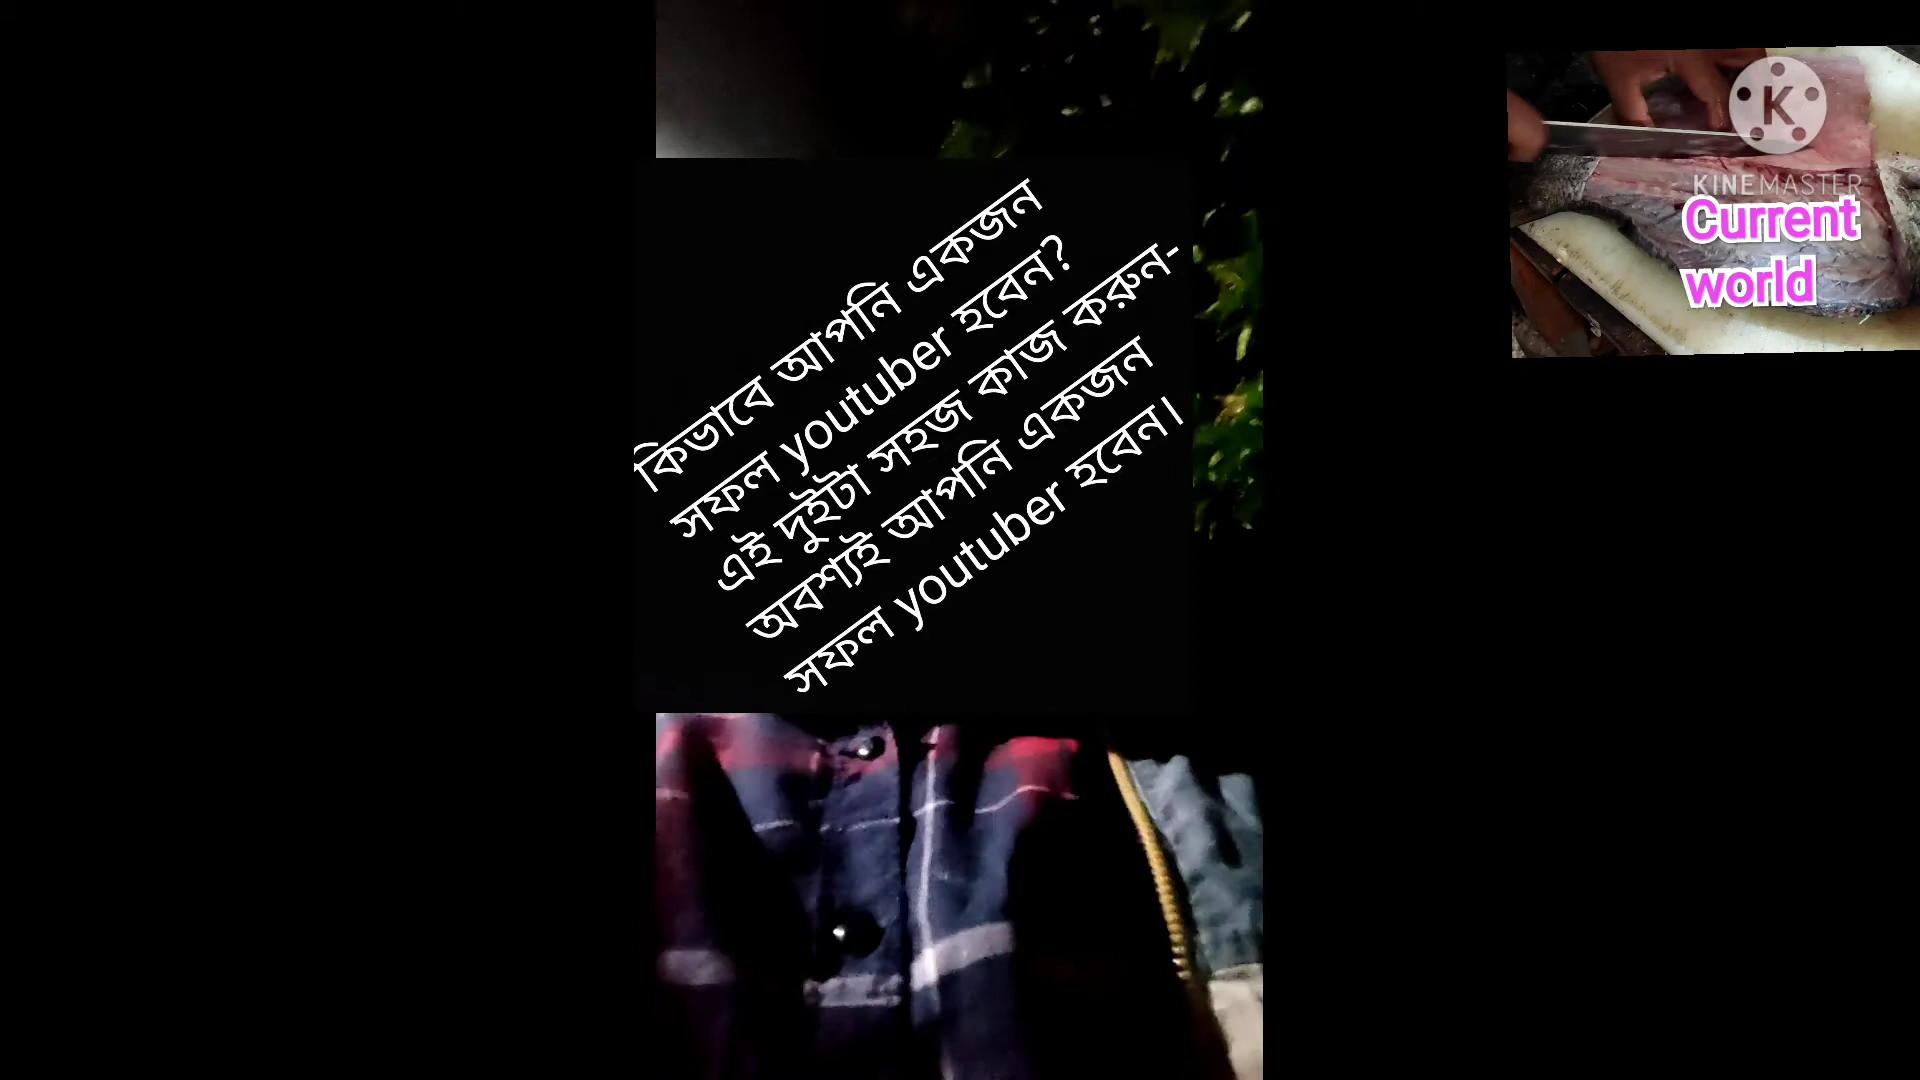 কিভাবে আপনি একজন
সফল youtuber হবেন?
এই দুইটা সহজ কাজ করুন-
অবশ্যই আপনি একজন
সফল youtuber হবেন।
K
KINEMASTER
Current
world